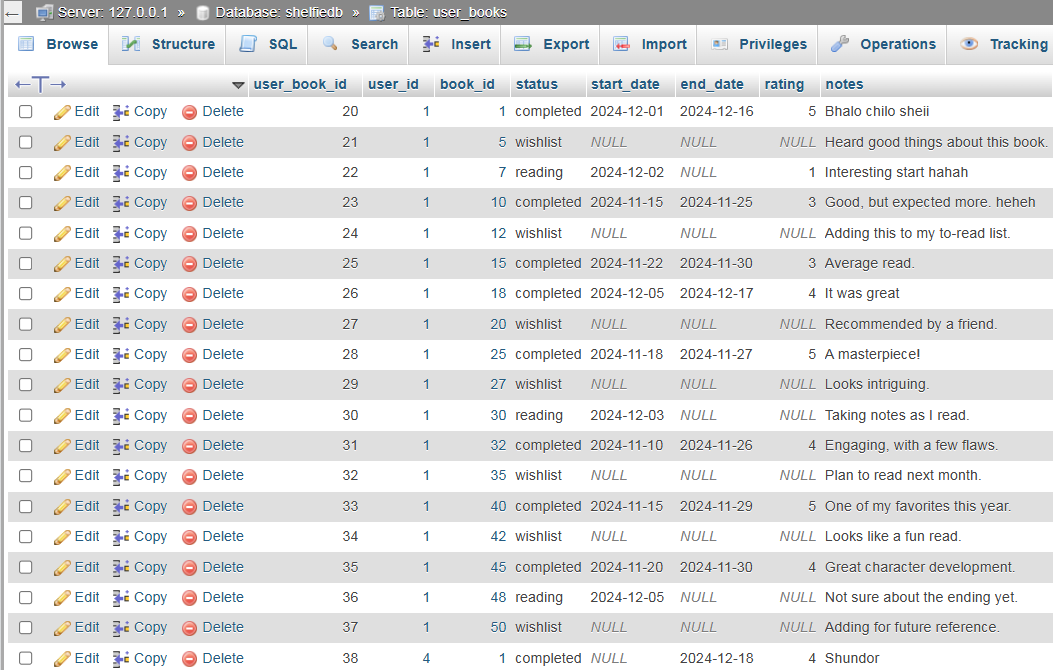 ← Server: 127.0.0.1 » Database: shelfiedb » Table: user_books
Browse Structure SQL Search Insert Export Import Privileges Operations Tracking
←T→ user_book_id user_id book_id status start_date end_date rating notes
Edit Copy Delete 20 1 1 completed 2024-12-01 2024-12-16 5 Bhalo chilo sheii
Edit Copy Delete 21 1 5 wishlist NULL NULL NULL Heard good things about this book.
Edit Copy Delete 22 1 7 reading 2024-12-02 NULL 1 Interesting start hahah
Edit Copy Delete 23 1 10 completed 2024-11-15 2024-11-25 3 Good, but expected more. heheh
Edit Copy Delete 24 1 12 wishlist NULL NULL NULL Adding this to my to-read list.
Edit Copy Delete 25 1 15 completed 2024-11-22 2024-11-30 3 Average read.
Edit Copy Delete 26 1 18 completed 2024-12-05 2024-12-17 4 It was great
Edit Copy Delete 27 1 20 wishlist NULL NULL NULL Recommended by a friend.
Edit Copy Delete 28 1 25 completed 2024-11-18 2024-11-27 5 A masterpiece!
Edit Copy Delete 29 1 27 wishlist NULL NULL NULL Looks intriguing.
Edit Copy Delete 30 1 30 reading 2024-12-03 NULL NULL Taking notes as I read.
Edit Copy Delete 31 1 32 completed 2024-11-10 2024-11-26 4 Engaging, with a few flaws.
Edit Copy Delete 32 1 35 wishlist NULL NULL NULL Plan to read next month.
Edit Copy Delete 33 1 40 completed 2024-11-15 2024-11-29 5 One of my favorites this year.
Edit Copy Delete 34 1 42 wishlist NULL NULL NULL Looks like a fun read.
Edit Copy Delete 35 1 45 completed 2024-11-20 2024-11-30 4 Great character development.
Edit Copy Delete 36 1 48 reading 2024-12-05 NULL NULL Not sure about the ending yet.
Edit Copy Delete 37 1 50 wishlist NULL NULL NULL Adding for future reference.
Edit Copy Delete 38 4 1 completed NULL 2024-12-18 4 Shundor